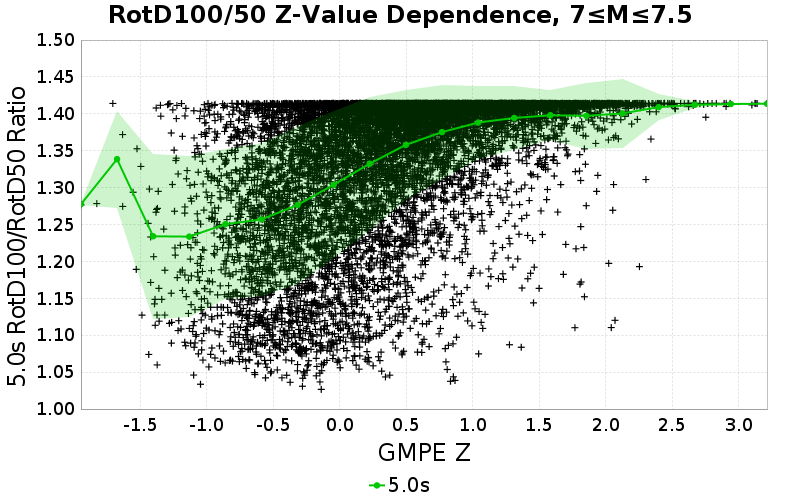 RotD100/50 Z-Value Dependence, 7≤M≤7.5
5.0s RotD100/RotD50 Ratio
1.50
1.45
1.40
1.35
1.30
1.25
1.20
1.15
1.10
1.05
1.00
-1.5 -1.0 -0.5 0.0 0.5 1.0 1.5 2.0 2.5 3.0
GMPE Z
5.0s